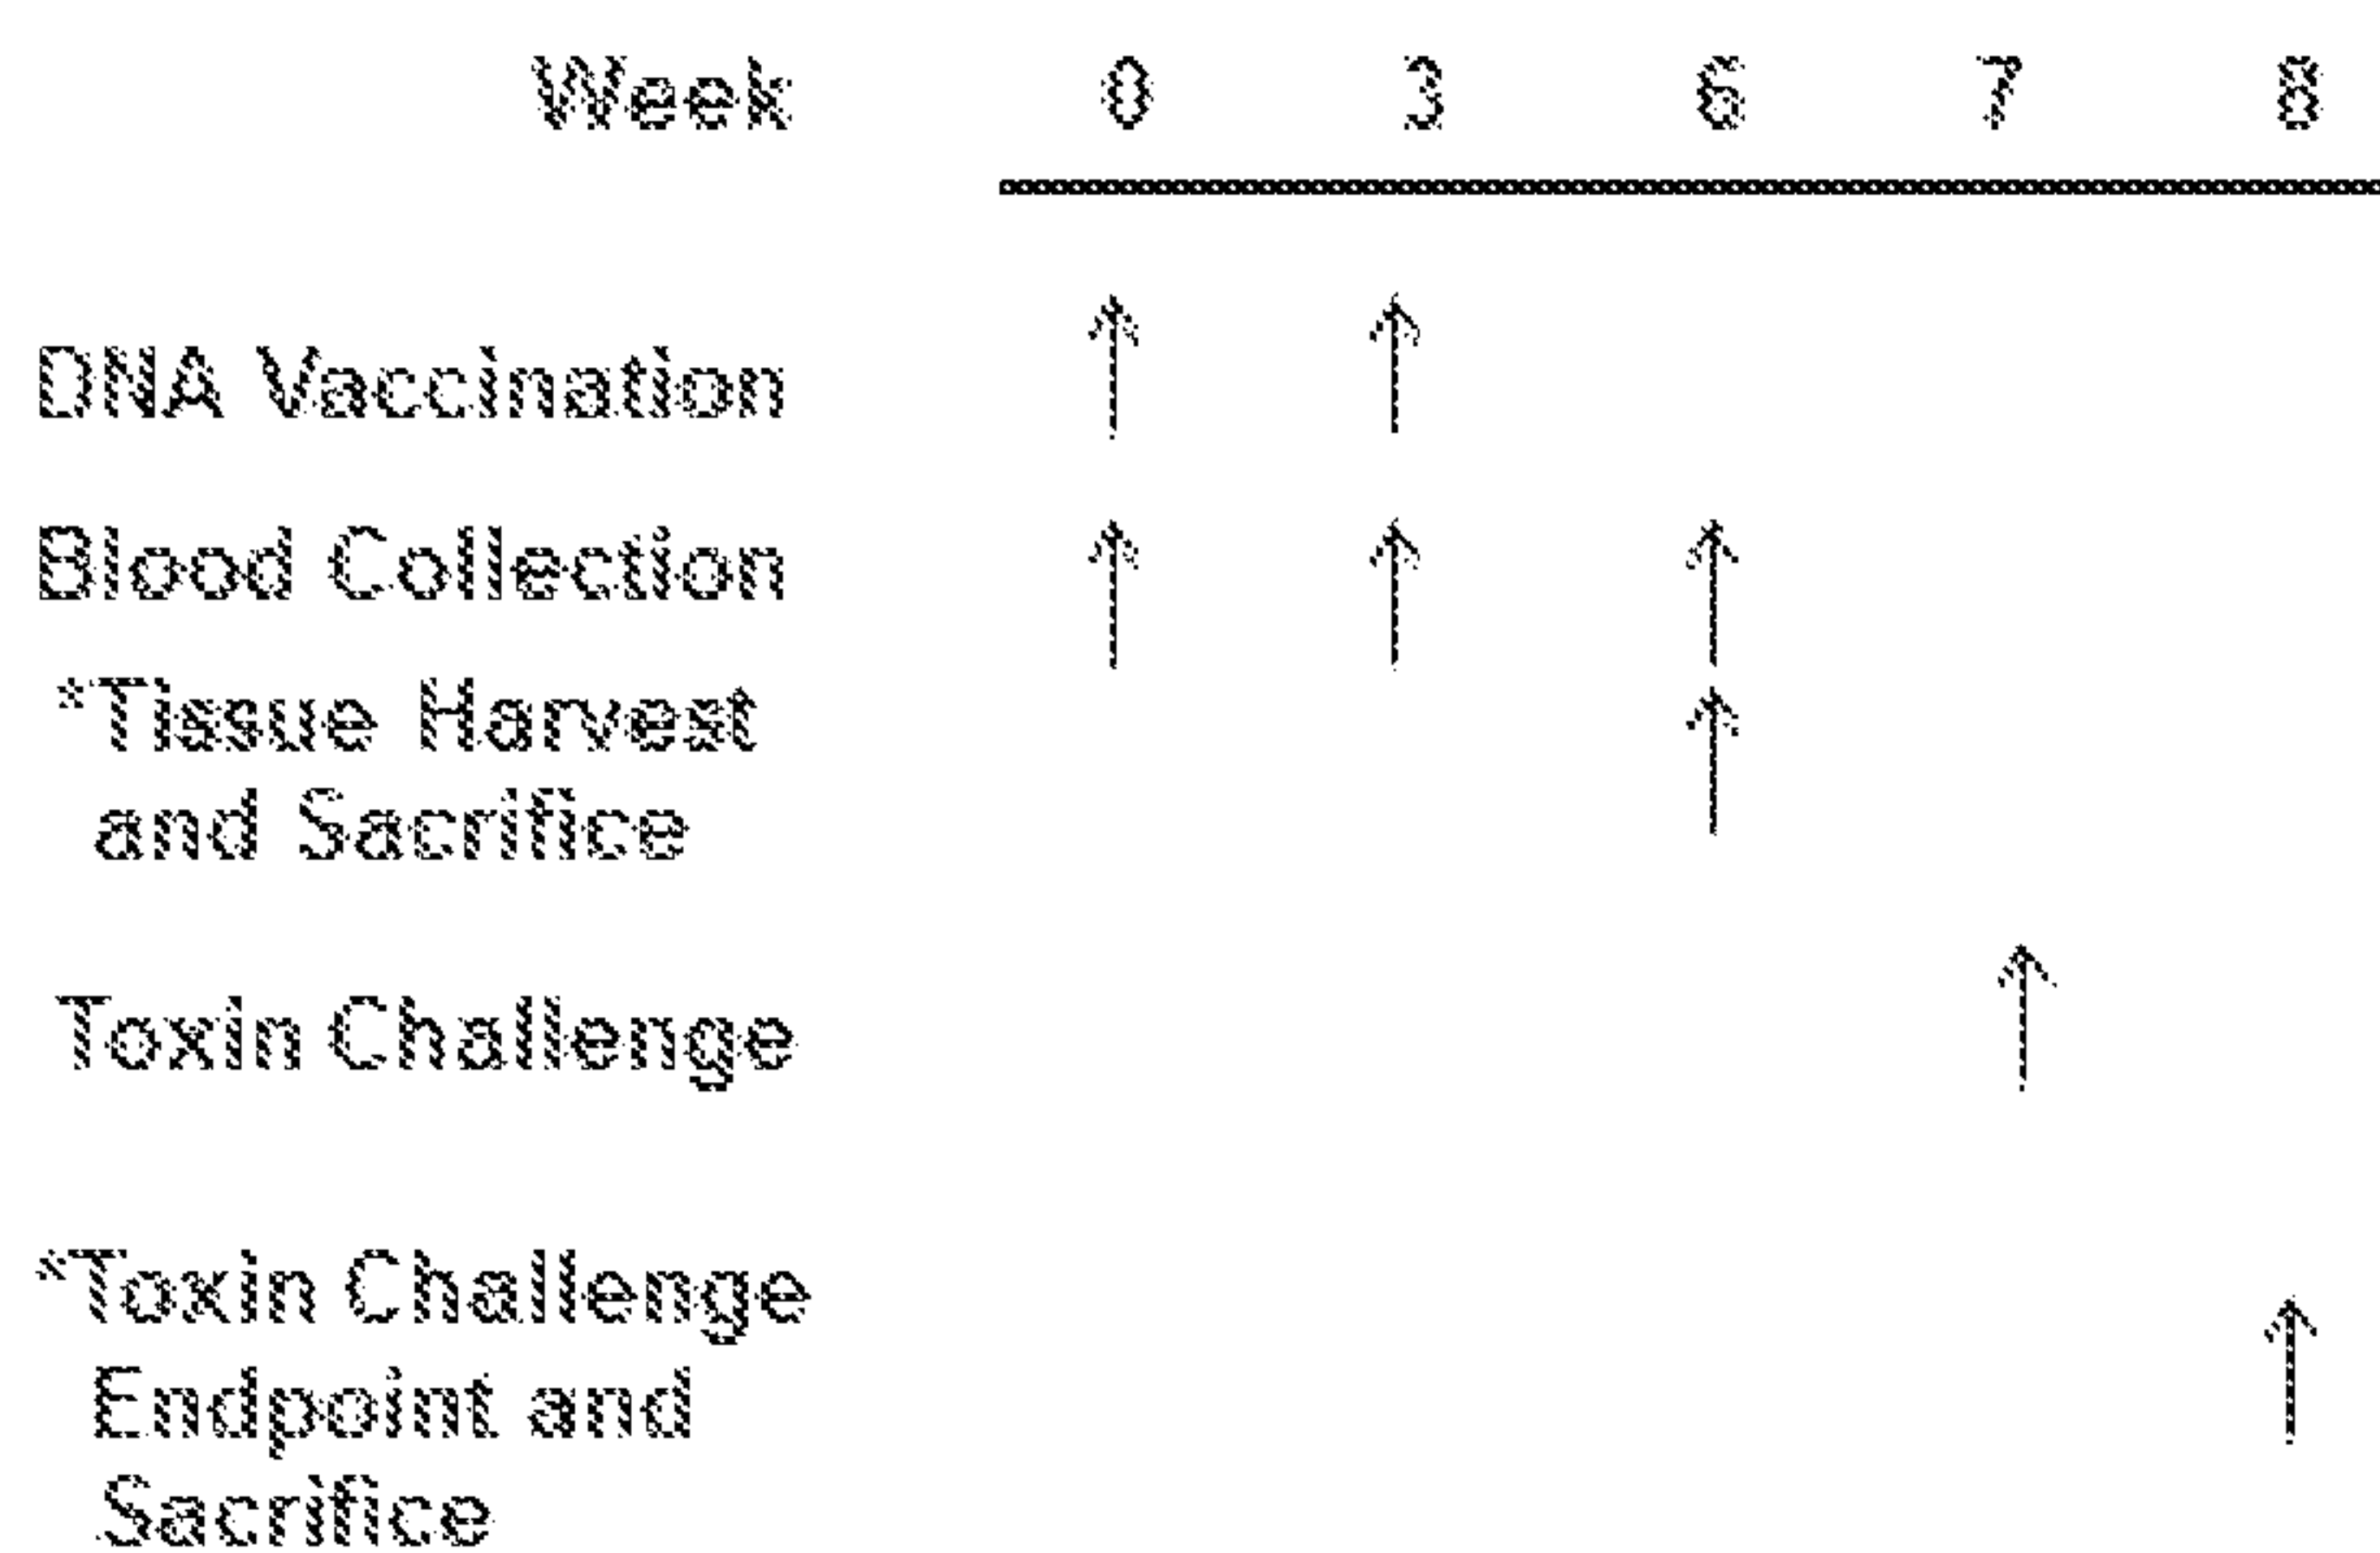 Week 0 3 6 7 8
DNA Vaccination
Blood Collection
*Tissue Harvest
and Sacrifice
Toxin Challenge
*Toxin Challenge
Endpoint and
Sacrifice